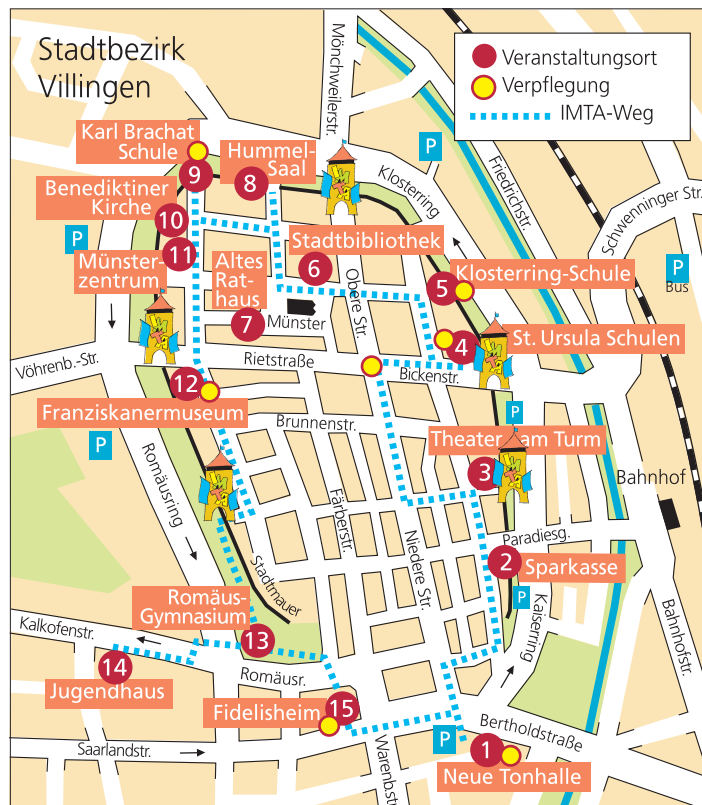 Stadtbezirk
Villingen
Veranstaltungsort
Verpflegung
IMTA-Weg
Mönchweilerstr.
Karl Brachat
Schule
9
Hummel-
Saal
8
Klosterring
P
Friedrichstr.
Schwenninger Str.
Benediktiner
Kirche
10
P
11
Münster-
zentrum
Altes
Rat-
haus
7
Münster
Stadtbibliothek
6
Obere Str.
Klosterring-Schule
5
P
Bus
St. Ursula Schulen
4
Vöhrenb.-Str.
Rietstraße
Bickenstr.
12
Franziskanermuseum
P
Brunnenstr.
P
Theater am Turm
3
Bahnhof
Romäusring
Färberstr.
Niedere Str.
Paradiesg.
2
Sparkasse
P
Kaiserring
Stadtmauer
Bahnhofstr.
Romäus-
Gymnasium
13
Kalkofenstr.
14
Jugendhaus
Romäusr.
Fidelisheim
15
Saarlandstr.
Warenbstr.
P
Bertholdstraße
1
Neue Tonhalle